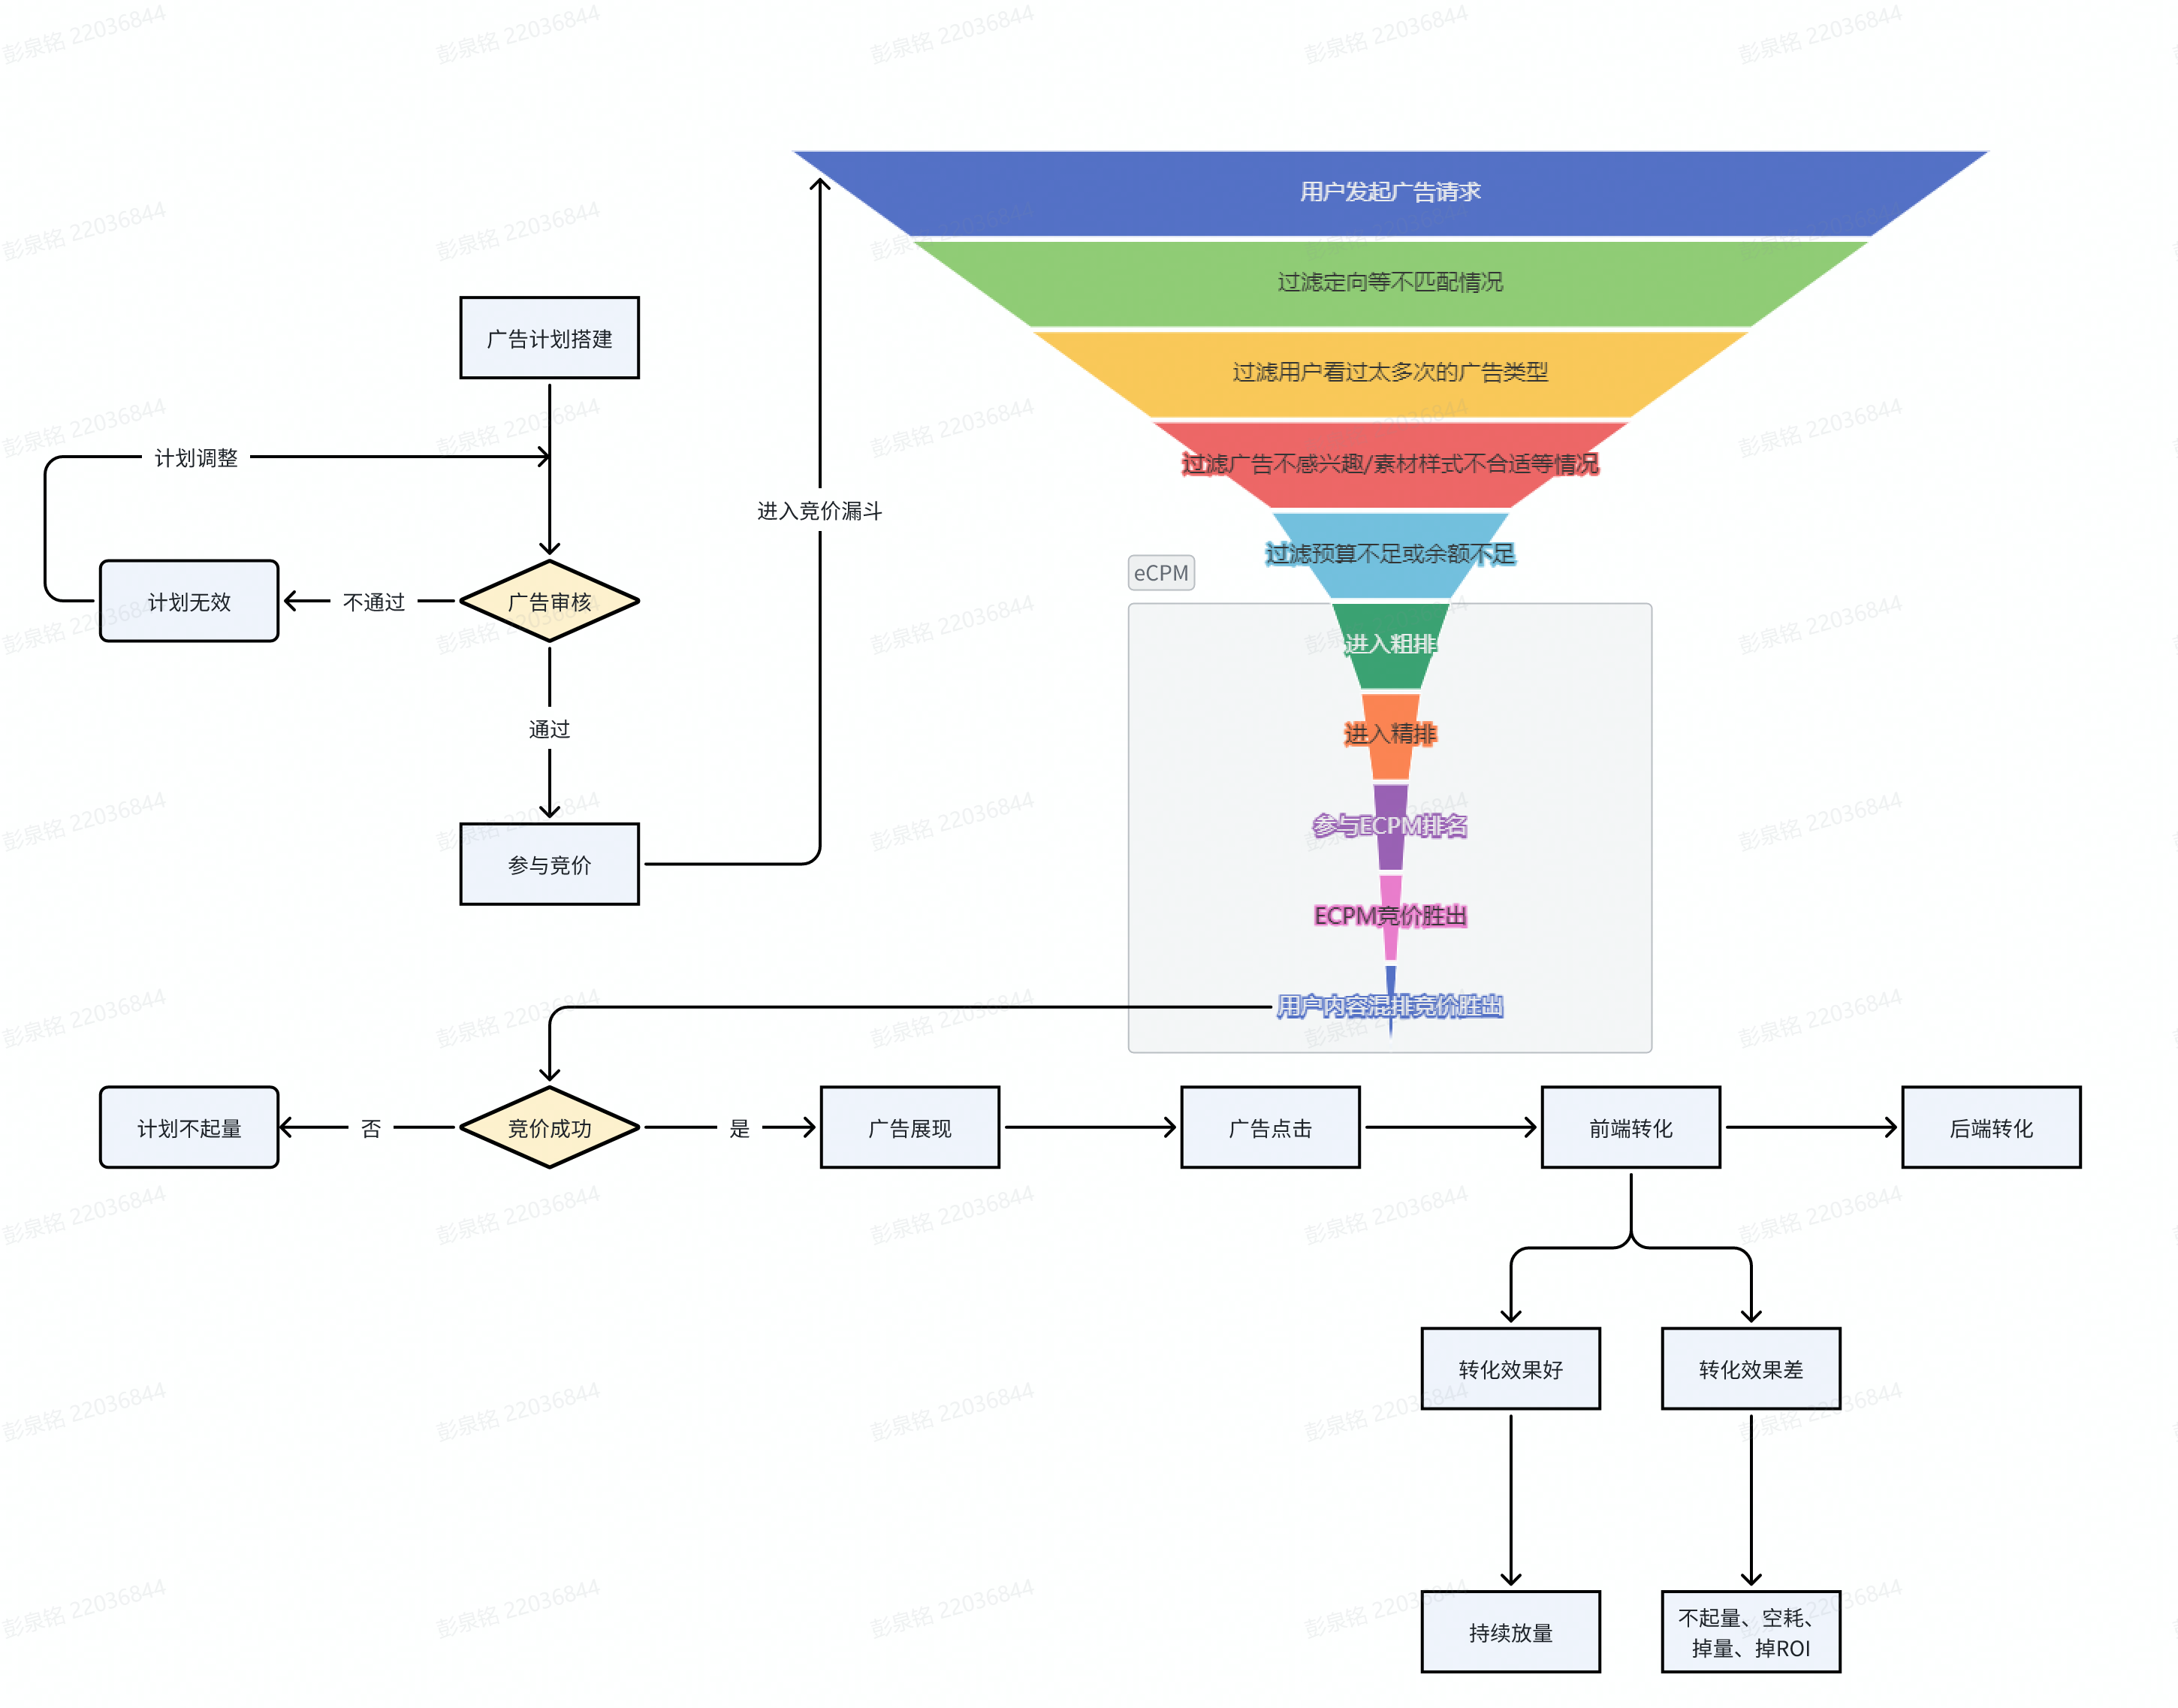 彭泉铭 22036844
用户发起广告请求
过滤定向等不匹配情况
过滤用户看过太多次的广告类型
过滤广告不感兴趣/素材样式不合适等情况
过滤预算不足或余额不足
eCPM
进入粗排
进入精排
参与ECPM排名
ECPM竞价胜出
用户内容混排竞价胜出
广告计划搭建
计划调整
进入竞价漏斗
计划无效
不通过
广告审核
通过
参与竞价
计划不起量
否
竞价成功
是
广告展现
广告点击
前端转化
后端转化
转化效果好
转化效果差
持续放量
不起量、空耗、
掉量、掉ROI